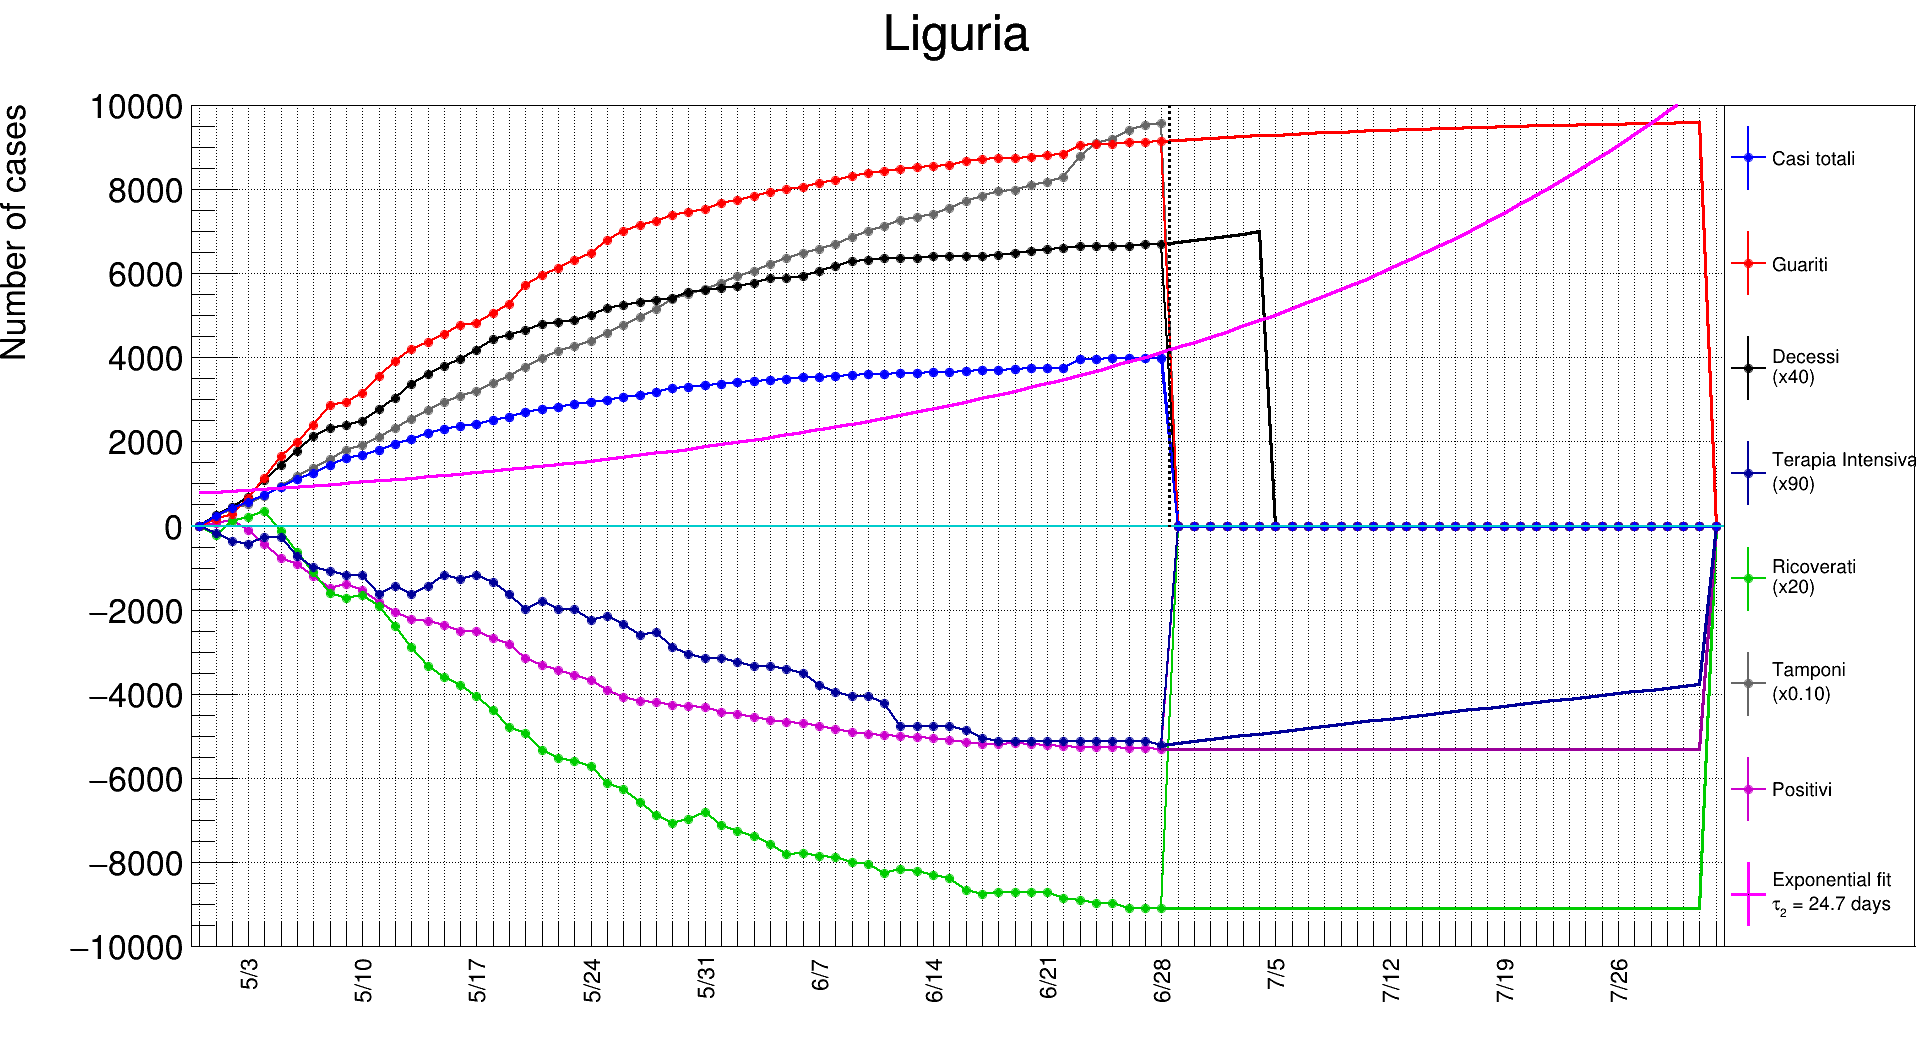 Liguria
Number of cases
10000
8000
6000
4000
2000
0
−2000
−4000
−6000
−8000
−10000
5/3
5/10
5/17
5/24
5/31
6/7
6/14
6/21
6/28
7/5
7/12
7/19
7/26
Casi totali
Guariti
Decessi
(x40)
Terapia Intensiva
(x90)
Ricoverati
(x20)
Tamponi
(x0.10)
Positivi
Exponential fit
τ2 = 24.7 days